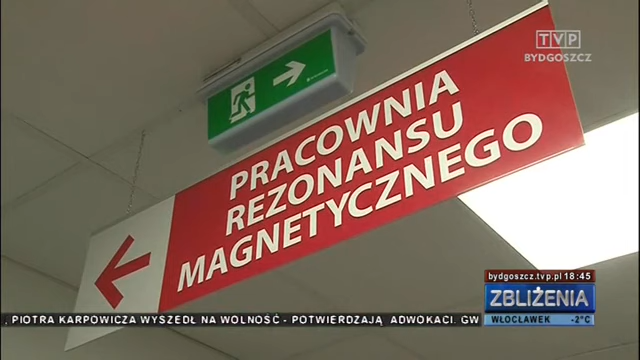 TVP
BYDGOSZCZ
PRACOWNIA
REZONANSU
MAGNETYCZNEGO
bydgoszcz.tvp.pl 18:45
ZBLIŻENIA
, PIOTRA KARPOWICZA WYSZEDŁ NA WOLNOŚĆ - POTWIERDZAJĄ ADWOKACI. GW
WŁOCŁAWEK -2°C